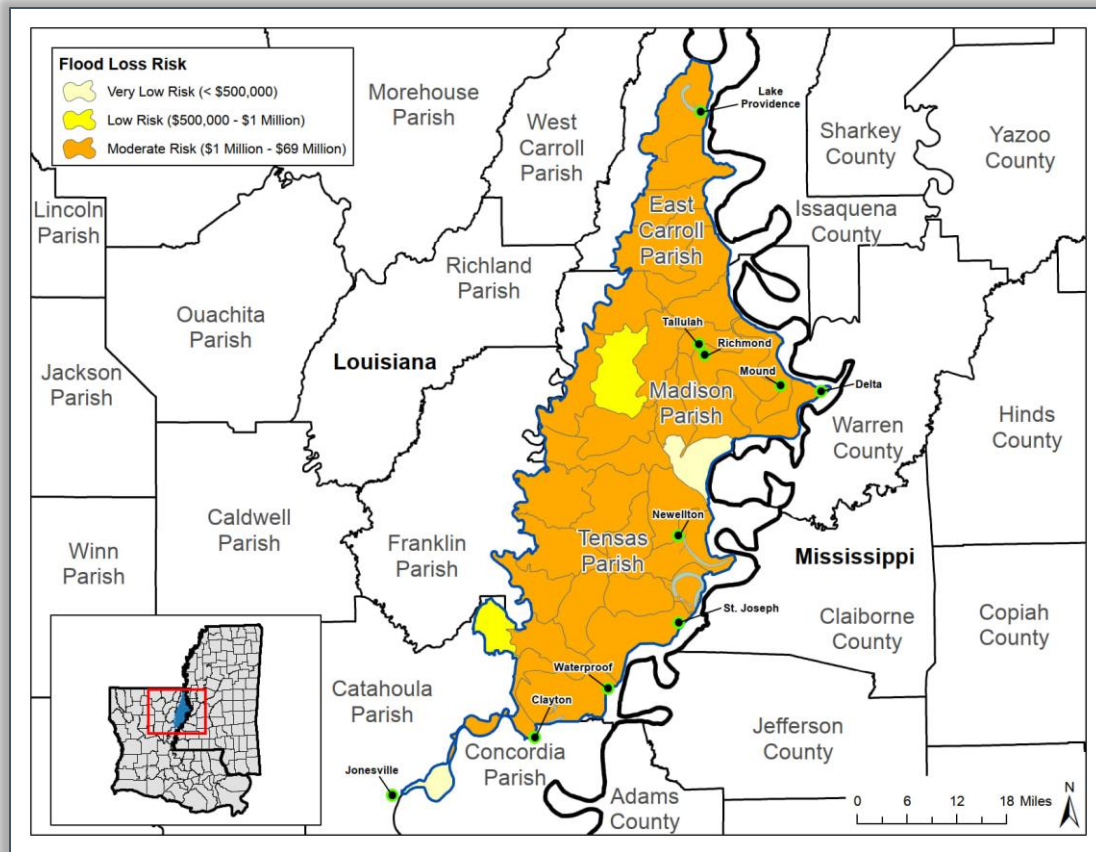 Flood Loss Risk
Very Low Risk (< $500,000)
Low Risk ($500,000 - $1 Million)
Moderate Risk ($1 Million - $69 Million)
Morehouse
Parish
West
Carroll
Parish
Lake
Providence
Sharkey
County
Yazoo
County
Lincoln
Parish
East
Carroll
Parish
Issaquena
County
Richland
Parish
Ouachita
Parish
Tallulah
Richmond
Louisiana
Jackson
Parish
Madison
Parish
Mound
Delta
Warren
County
Hinds
County
Caldwell
Parish
Newellton
Winn
Parish
Franklin
Parish
Tensas
Parish
Mississippi
St. Joseph
Claiborne
County
Copiah
County
Waterproof
Catahoula
Parish
Clayton
Jefferson
County
Concordia
Parish
Jonesville
Adams
County
0 6 12 18 Miles
N